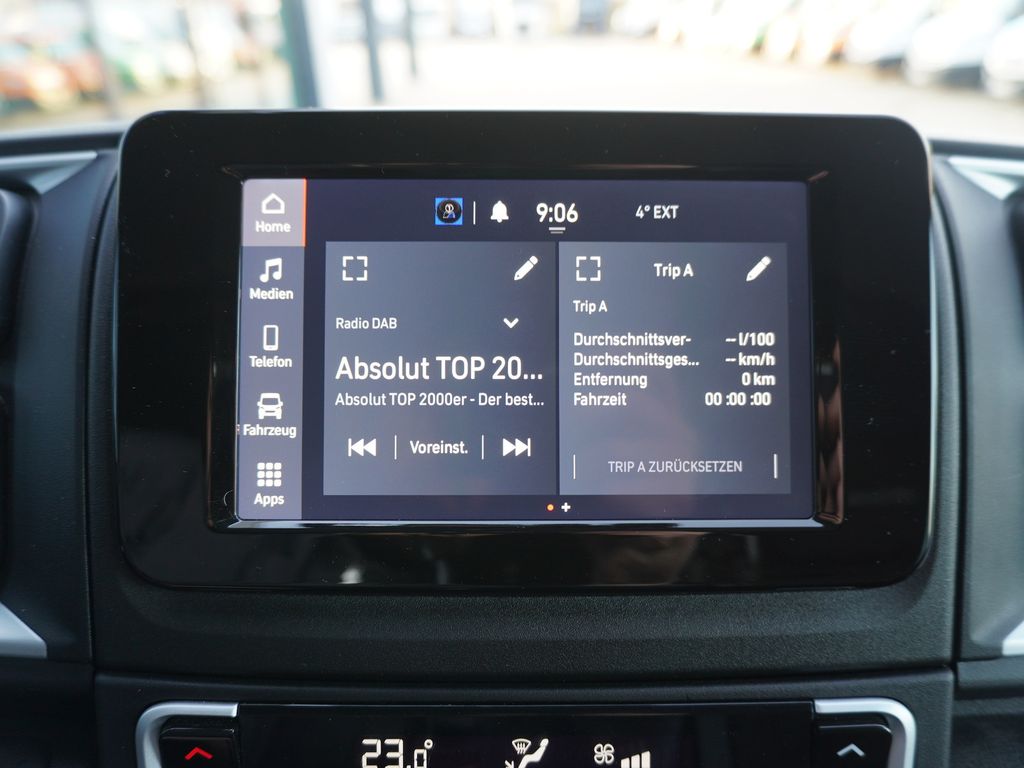 Home
Medien
Telefon
Fahrzeug
Apps
9:06
4° EXT
Radio DAB
Absolut TOP 20...
Absolut TOP 2000er - Der best...
Voreinst.
Trip A
Trip A
Durchschnittsver- -- l/100
Durchschnittsges... -- km/h
Entfernung 0 km
Fahrzeit 00 :00 :00
TRIP A ZURÜCKSETZEN
23.0°